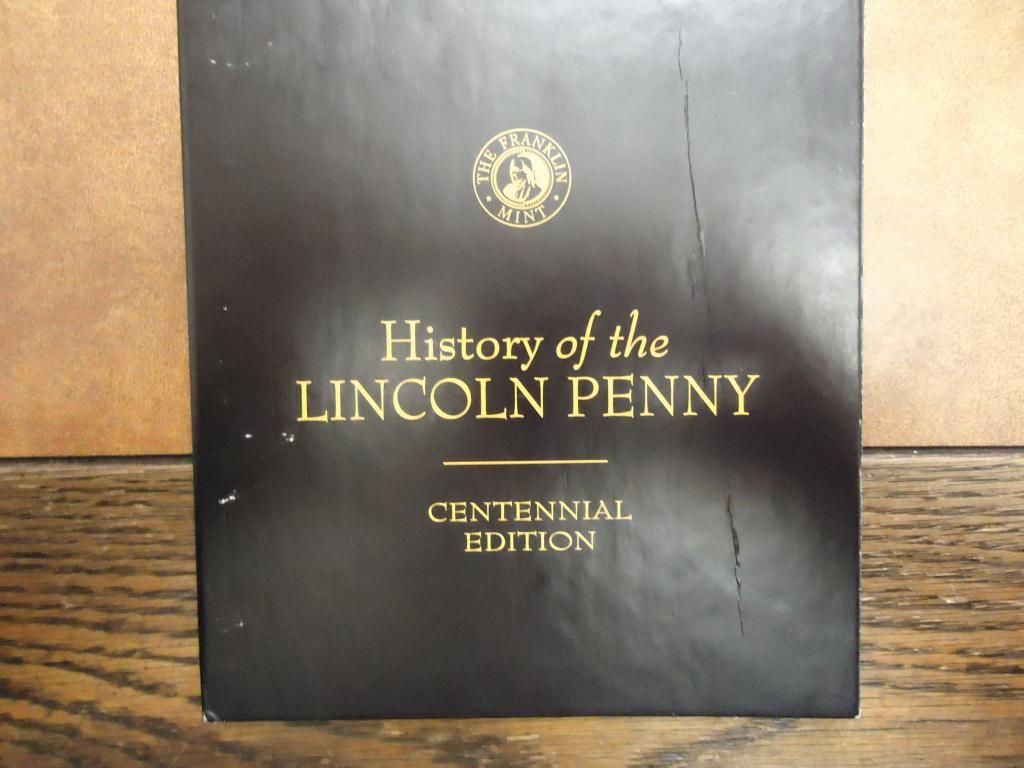 THE FRANKLIN
MINT
History of the
LINCOLN PENNY
CENTENNIAL
EDITION